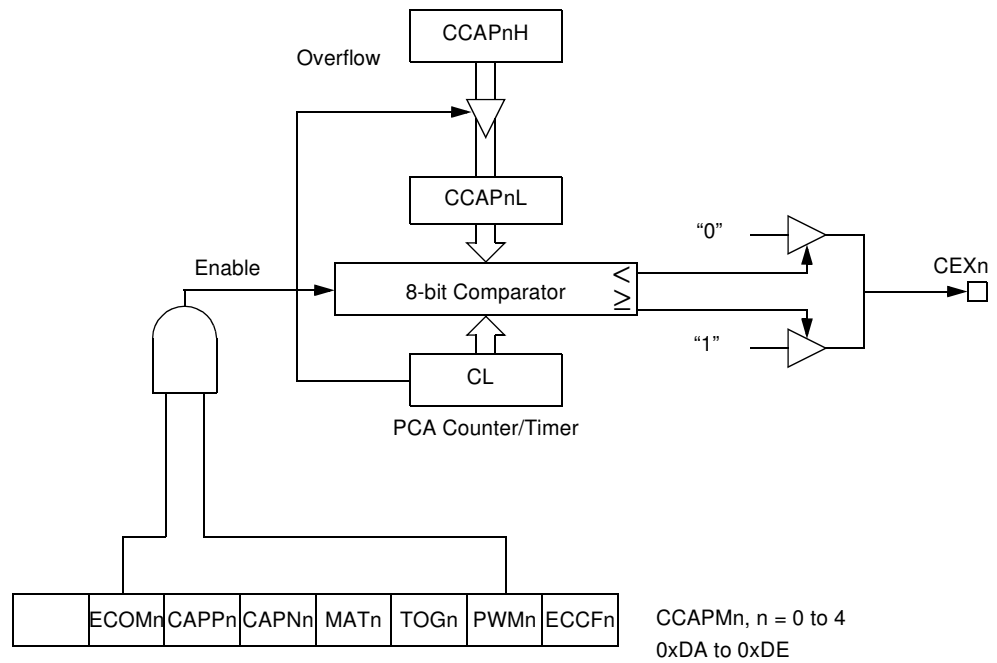 CCAPnH
Overflow
CCAPnL
“0”
Enable
<
8-bit Comparator
≥
CEXn
“1”
CL
PCA Counter/Timer
ECOMn CAPPn CAPNn MATn TOGn PWMn ECCFn
CCAPMn, n = 0 to 4
0xDA to 0xDE